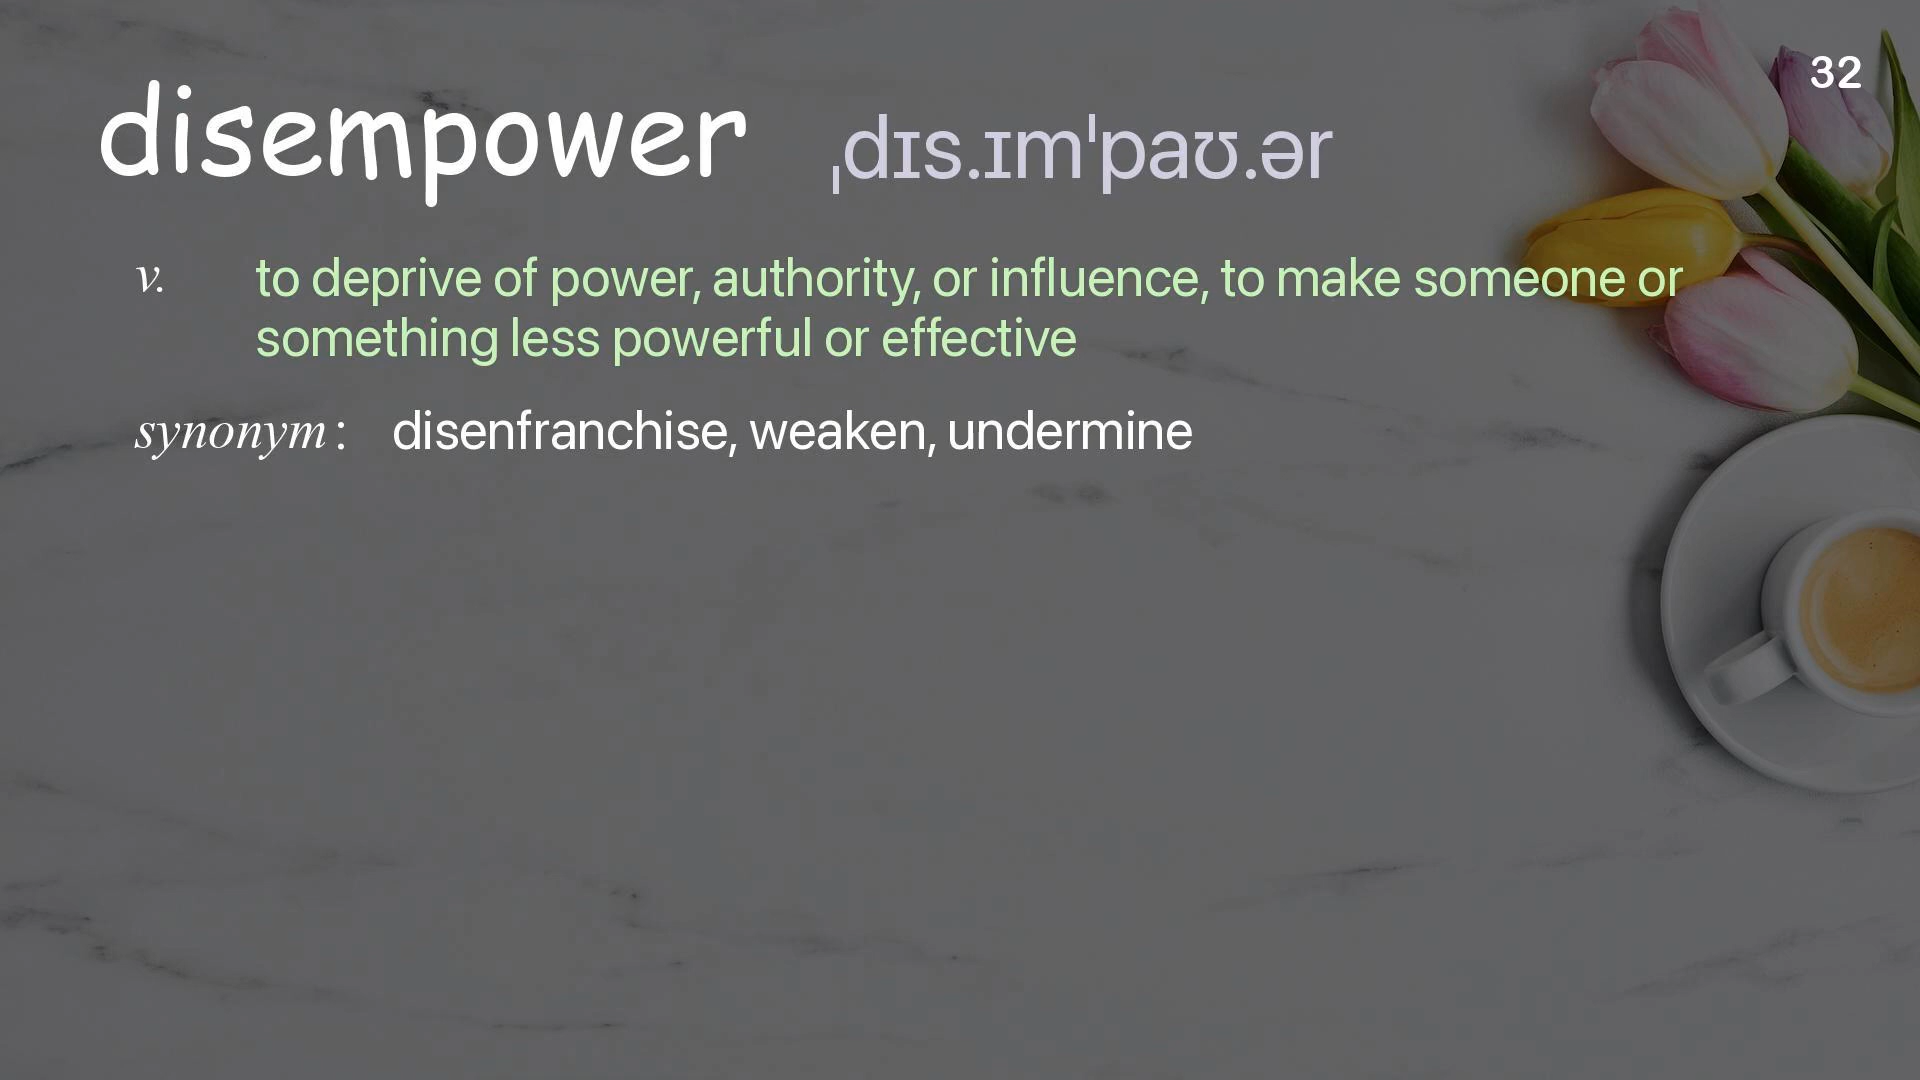 32
disempower ˌdɪs.ɪmˈpaʊ.ər
v. to deprive of power, authority, or influence, to make someone or
something less powerful or effective
synonym: disenfranchise, weaken, undermine